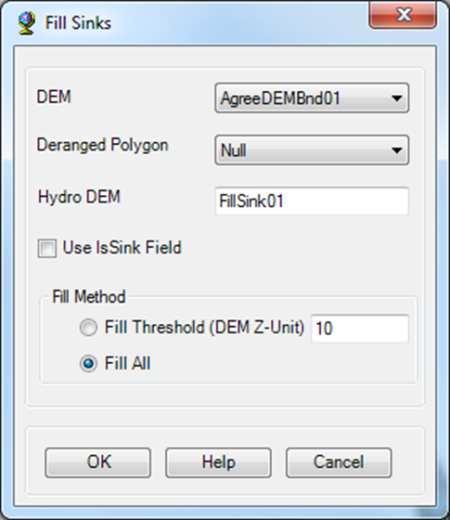 Fill Sinks
DEM AgreeDEMBnd01
Deranged Polygon Null
Hydro DEM FillSink01
Use IsSink Field
Fill Method
Fill Threshold (DEM Z-Unit) 10
Fill All
OK Help Cancel